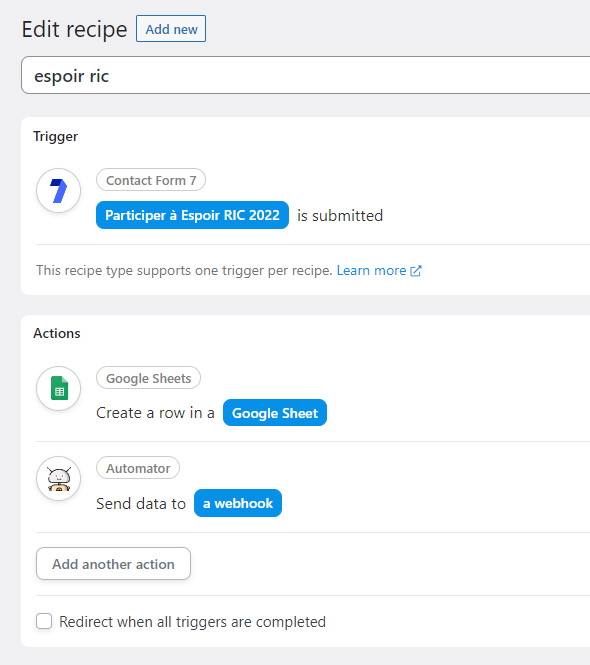 Edit recipe Add new
espoir ric
Trigger
Contact Form 7
Participer à Espoir RIC 2022 is submitted
This recipe type supports one trigger per recipe. Learn more
Actions
Google Sheets
Create a row in a Google Sheet
Automator
Send data to a webhook
Add another action
Redirect when all triggers are completed